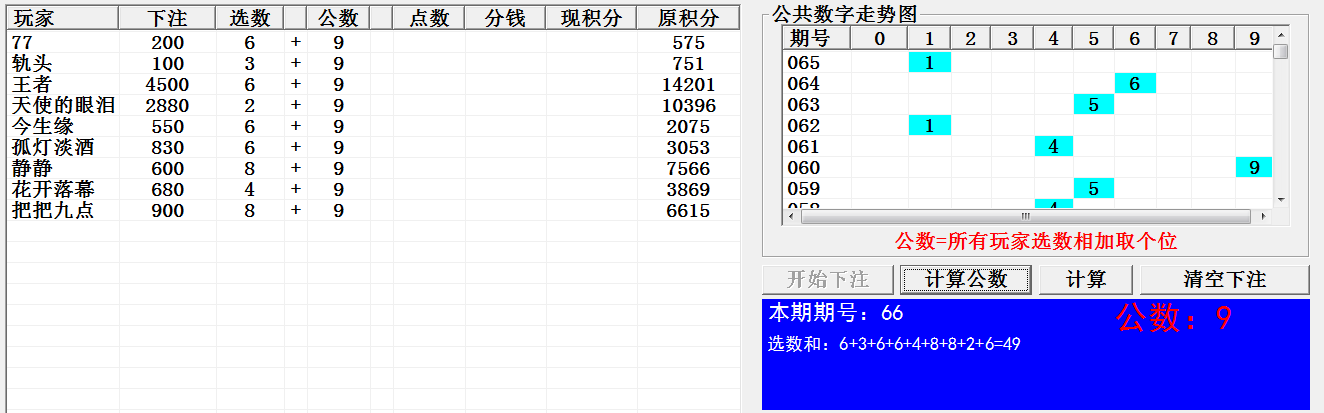 玩家 下注 选数 公数 点数 分钱 现积分 原积分
77 200 6 + 9 575
轨头 100 3 + 9 751
王者 4500 6 + 9 14201
天使的眼泪 2880 2 + 9 10396
今生缘 550 6 + 9 2075
孤灯淡酒 830 6 + 9 3053
静静 600 8 + 9 7566
花开落幕 680 4 + 9 3869
把把九点 900 8 + 9 6615
公共数字走势图
期号 0 1 2 3 4 5 6 7 8 9
065 1
064 6
063 5
062 1
061 4
060 9
059 5
058 4
公数=所有玩家选数相加取个位
开始下注 计算公数 计算 清空下注
本期期号：66 公数：9
选数和：6+3+6+6+4+8+8+2+6=49